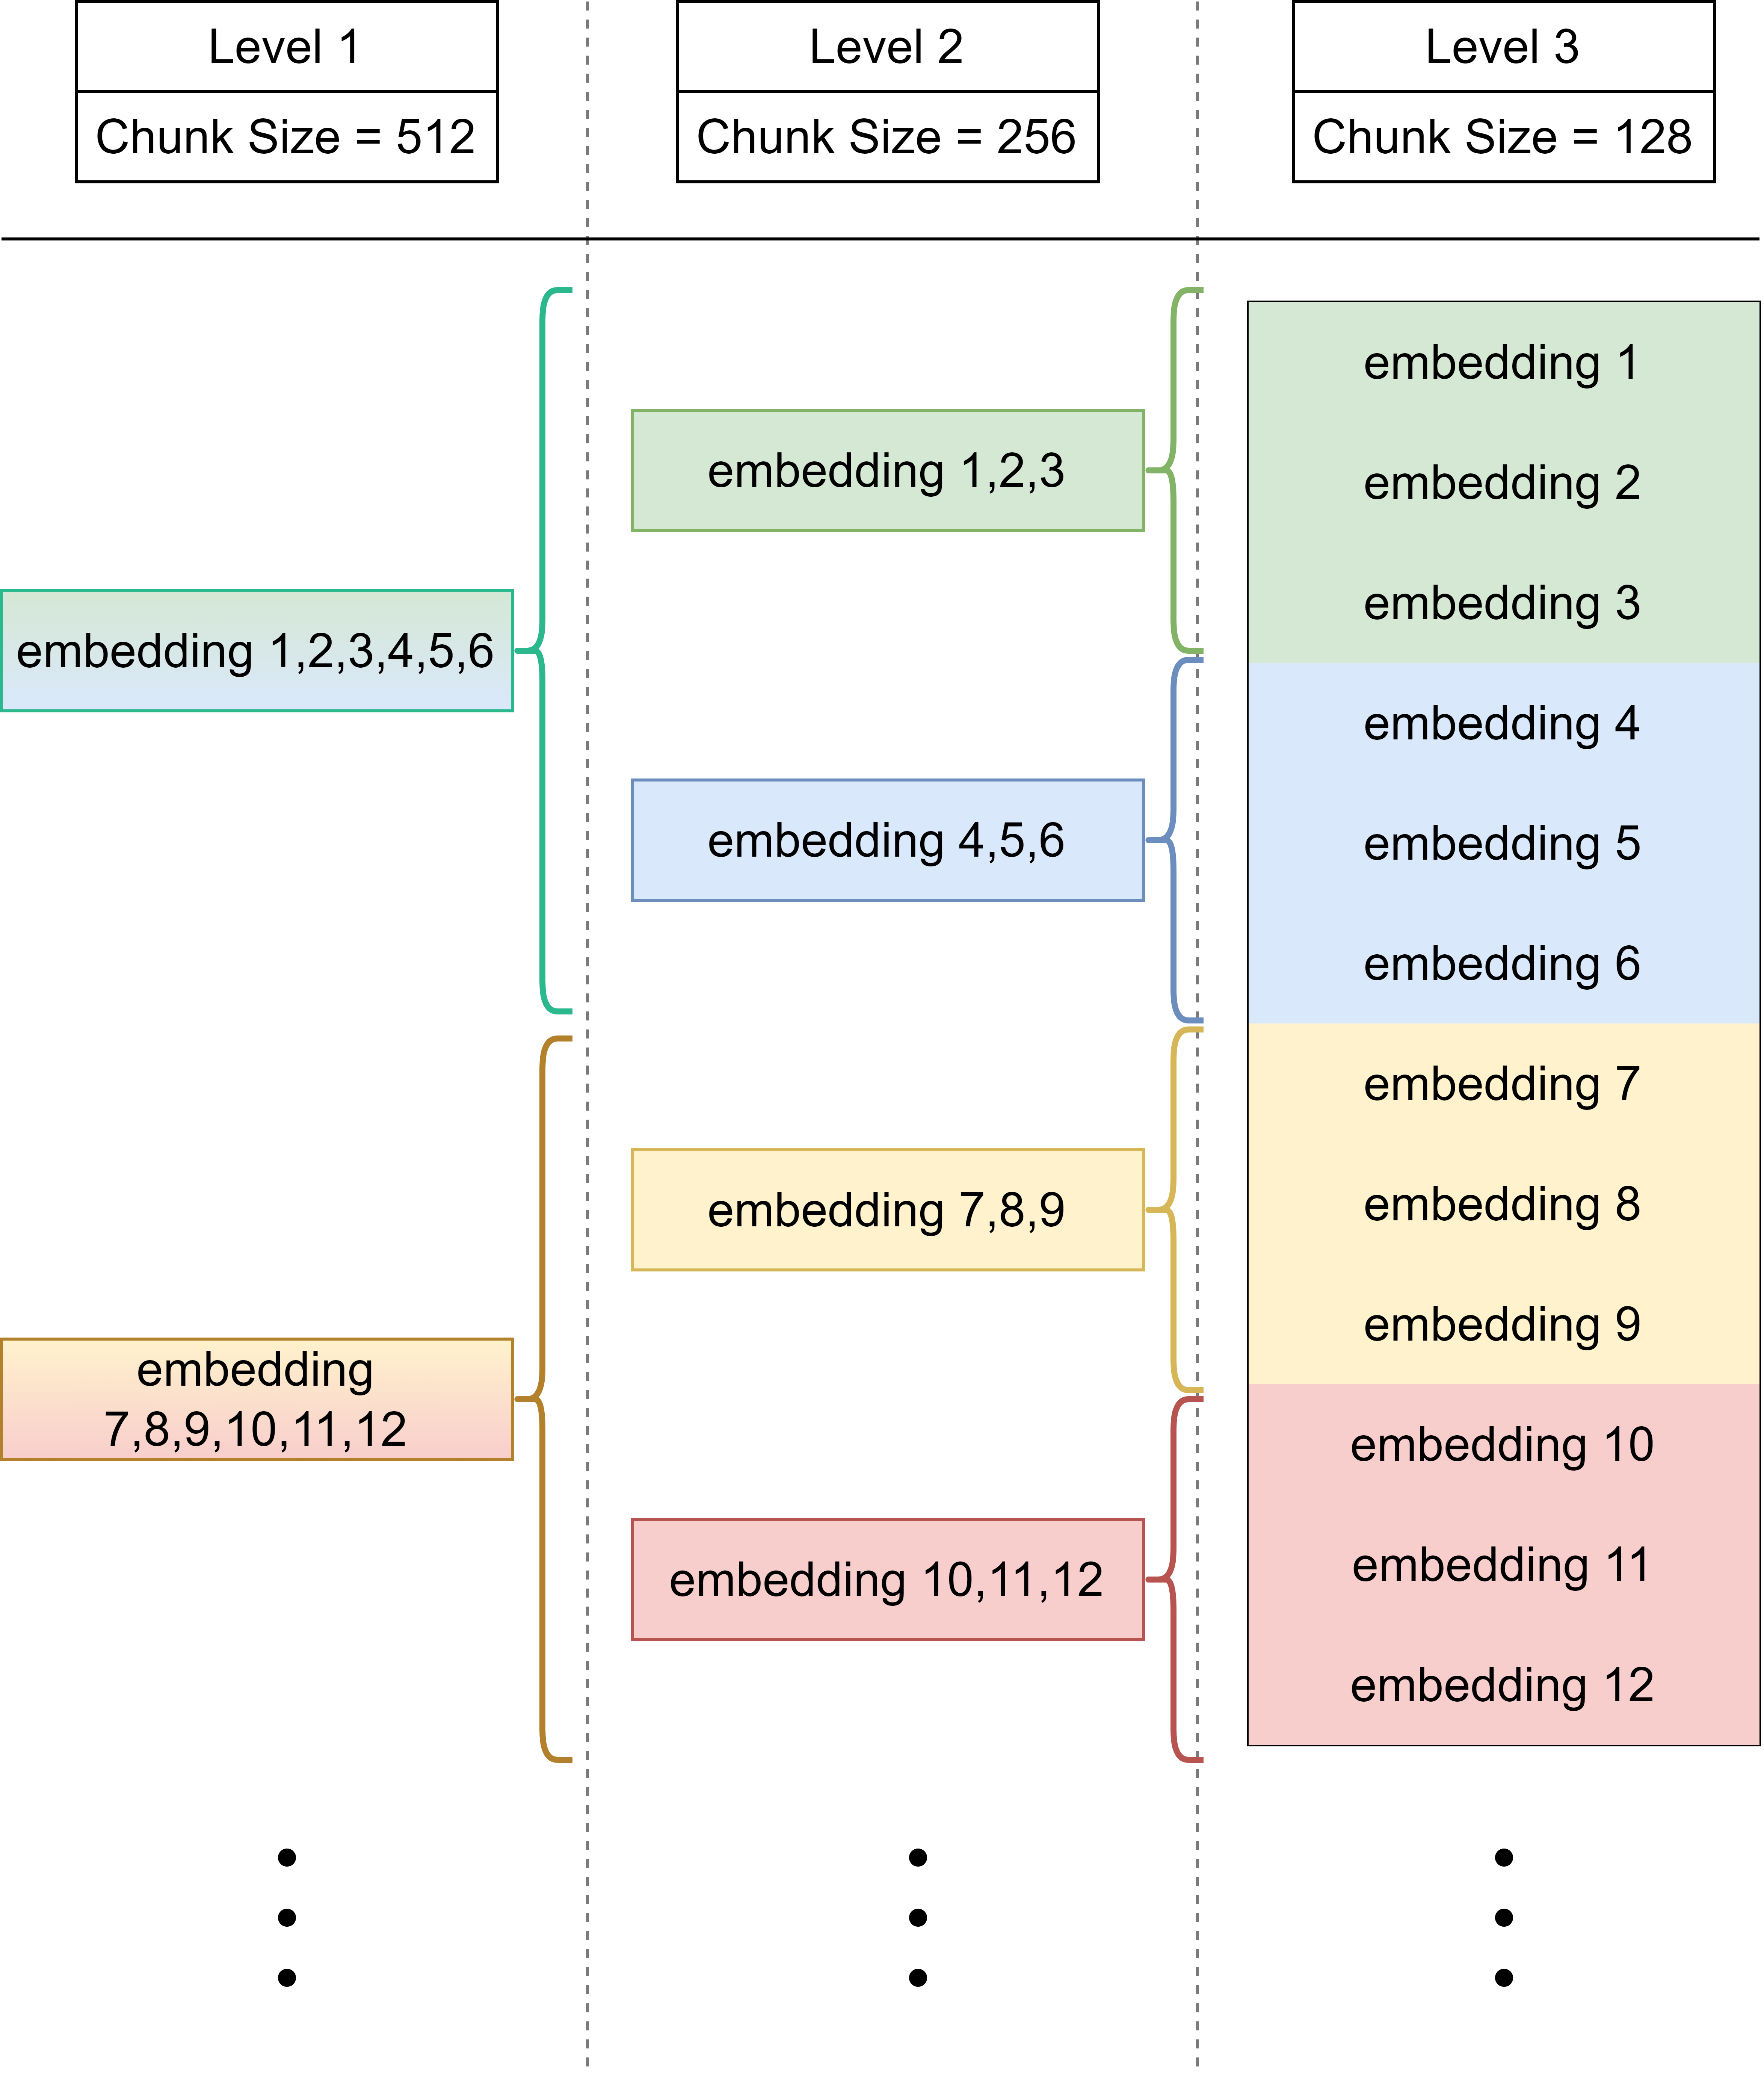 Level 1
Chunk Size = 512
Level 2
Chunk Size = 256
Level 3
Chunk Size = 128
embedding 1,2,3,4,5,6
embedding
7,8,9,10,11,12
embedding 1,2,3
embedding 4,5,6
embedding 7,8,9
embedding 10,11,12
embedding 1
embedding 2
embedding 3
embedding 4
embedding 5
embedding 6
embedding 7
embedding 8
embedding 9
embedding 10
embedding 11
embedding 12